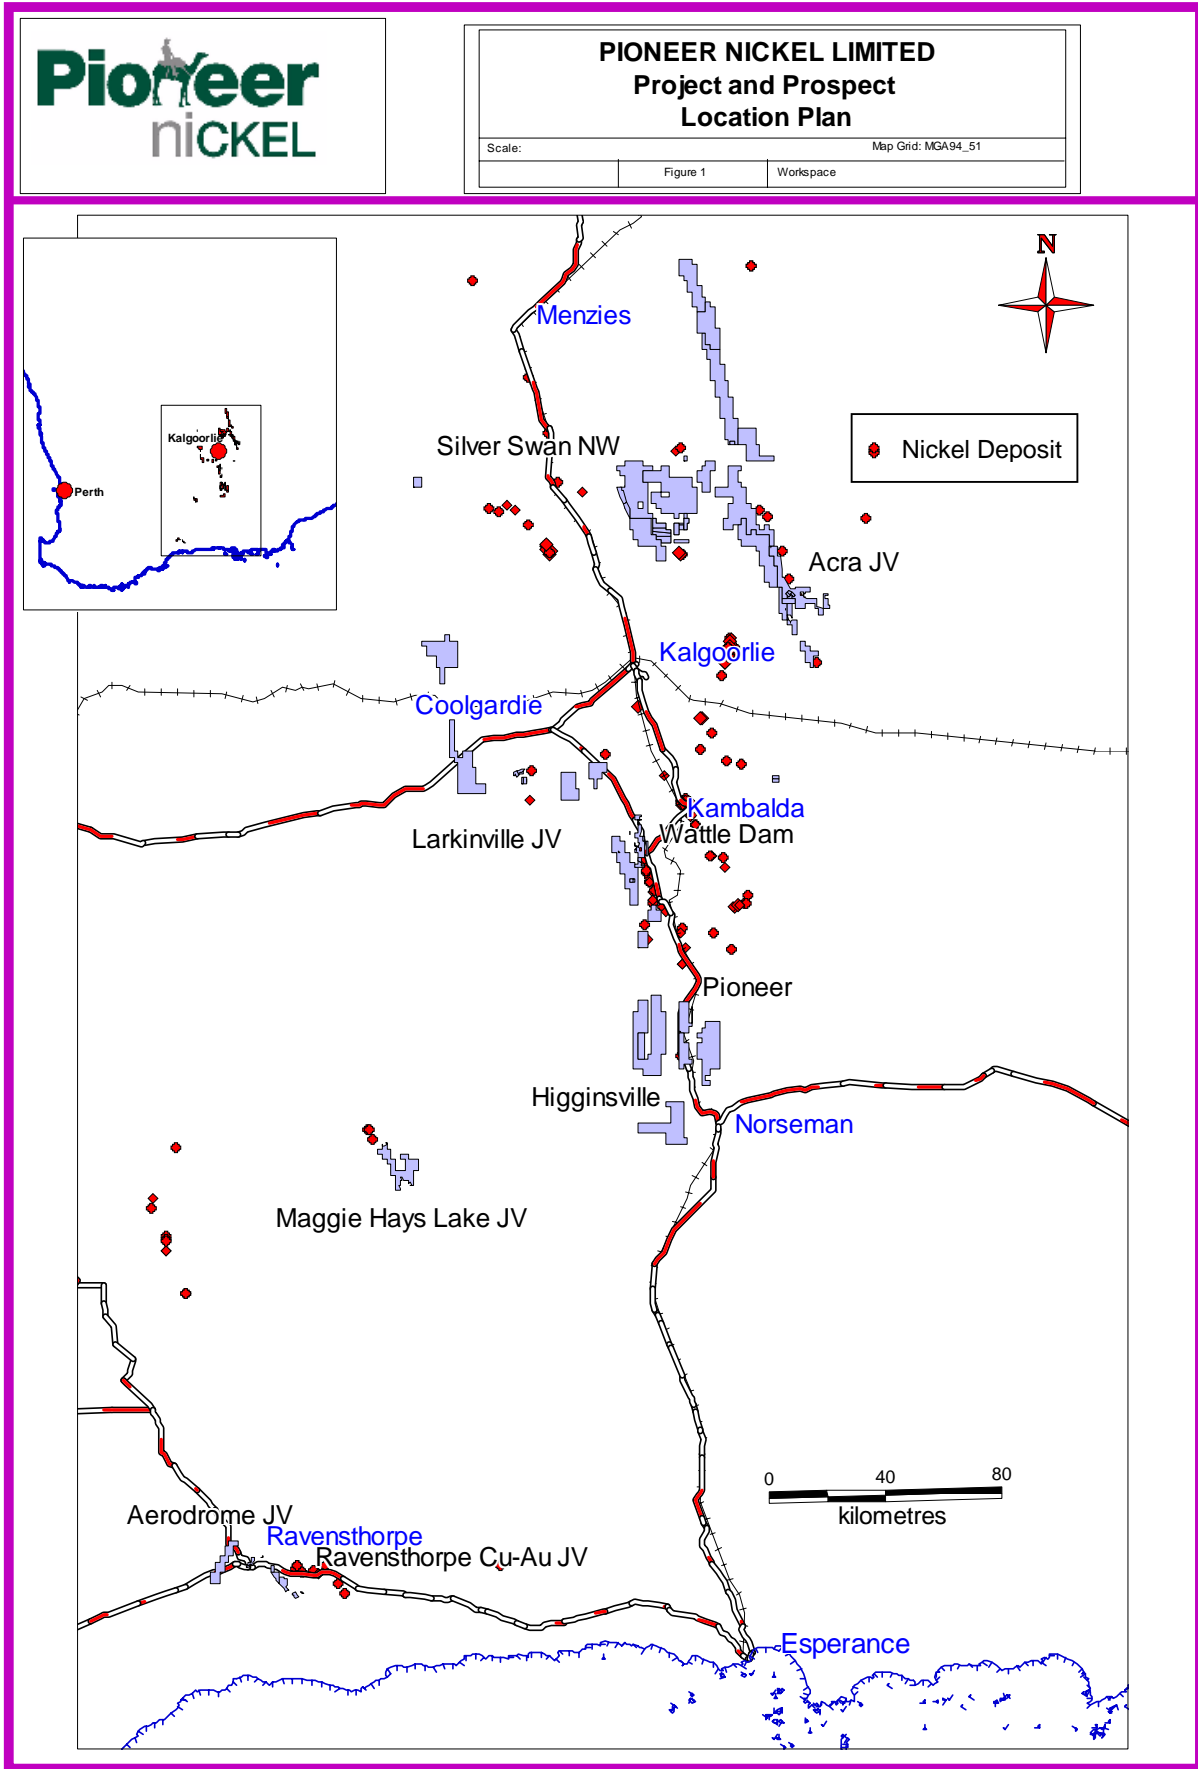 Pioneer
niCKEL
PIONEER NICKEL LIMITED
Project and Prospect
Location Plan
Scale:
Map Grid: MGA94_51
Figure 1
Workspace
N
Menzies
Silver Swan NW
Nickel Deposit
Kalgoorlie
Perth
Acra JV
Kalgoorlie
Coolgardie
Kambalda
Wattle Dam
Larkinville JV
Pioneer
Higginsville
Norseman
Maggie Hays Lake JV
0 40 80
kilometres
Aerodrome JV
Ravensthorpe
Ravensthorpe Cu-Au JV
Esperance